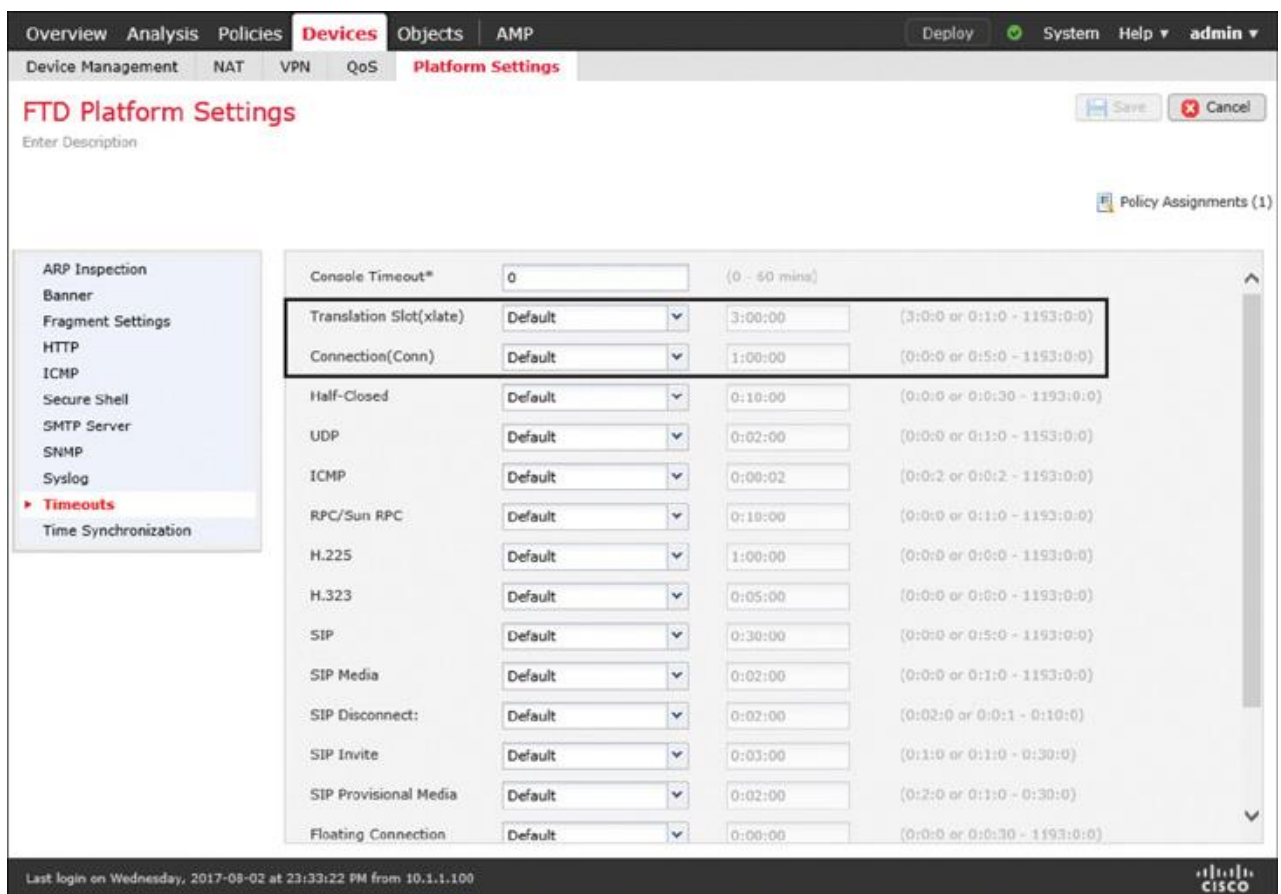 Overview Analysis Policies Devices Objects AMP Deploy System Help admin
Device Management NAT VPN QoS Platform Settings
FTD Platform Settings
Save Cancel
Enter Description
Policy Assignments (1)
ARP Inspection
Banner
Fragment Settings
HTTP
ICMP
Secure Shell
SMTP Server
SNMP
Syslog
Timeouts
Time Synchronization
Console Timeout* 0 (0 - 60 mins)
Translation Slot(xlate) Default 3:00:00 (3:0:0 or 0:1:0 - 1193:0:0)
Connection(Conn) Default 1:00:00 (0:0:0 or 0:5:0 - 1193:0:0)
Half-Closed Default 0:10:00 (0:0:0 or 0:0:30 - 1193:0:0)
UDP Default 0:02:00 (0:0:0 or 0:1:0 - 1193:0:0)
ICMP Default 0:00:02 (0:0:2 or 0:0:2 - 1193:0:0)
RPC/Sun RPC Default 0:10:00 (0:0:0 or 0:1:0 - 1193:0:0)
H.225 Default 1:00:00 (0:0:0 or 0:0:0 - 1193:0:0)
H.323 Default 0:05:00 (0:0:0 or 0:0:0 - 1193:0:0)
SIP Default 0:30:00 (0:0:0 or 0:5:0 - 1193:0:0)
SIP Media Default 0:02:00 (0:0:0 or 0:1:0 - 1193:0:0)
SIP Disconnect: Default 0:02:00 (0:02:0 or 0:0:1 - 0:10:0)
SIP Invite Default 0:03:00 (0:1:0 or 0:1:0 - 0:30:0)
SIP Provisional Media Default 0:02:00 (0:2:0 or 0:1:0 - 0:30:0)
Floating Connection Default 0:00:00 (0:0:0 or 0:0:30 - 1193:0:0)
Last login on Wednesday, 2017-08-02 at 23:33:22 PM from 10.1.1.100
CISCO